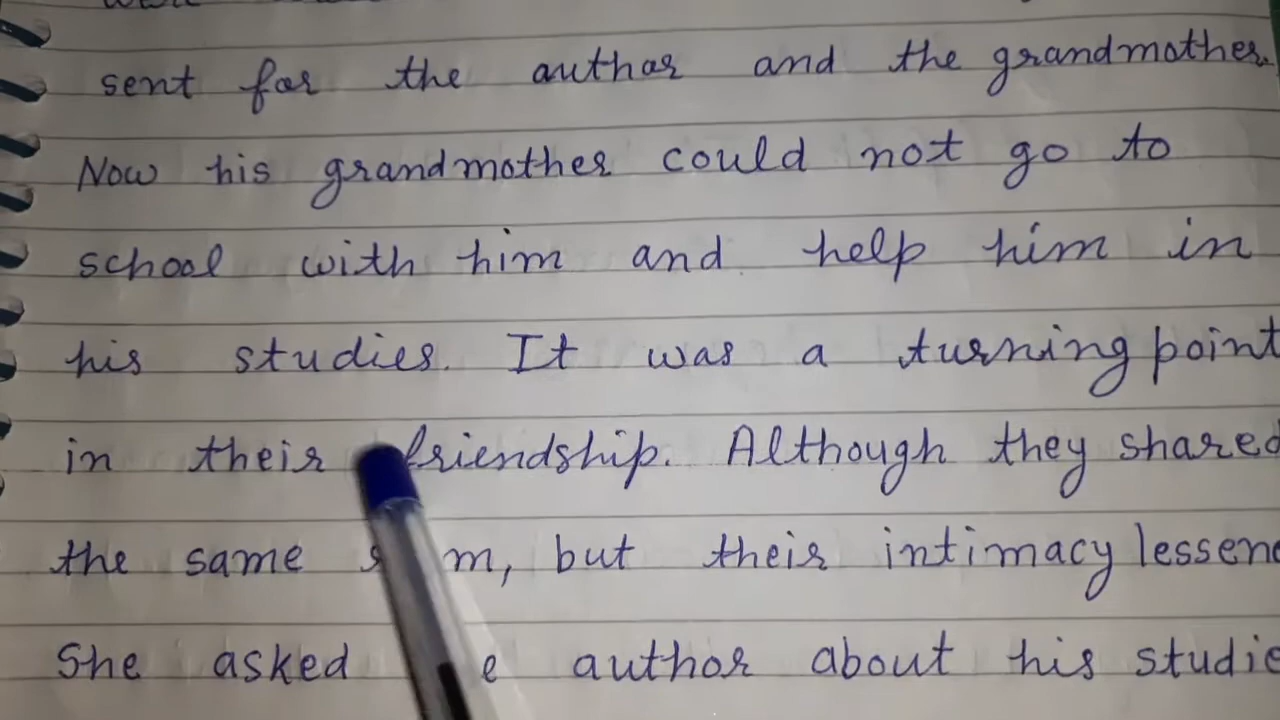 sent for the author and the grandmother.
Now his grandmother could not go to
school with him and help him in
his studies. It was a turning point
in their friendship. Although they shared
the same but their intimacy lessene
She asked author about his studie